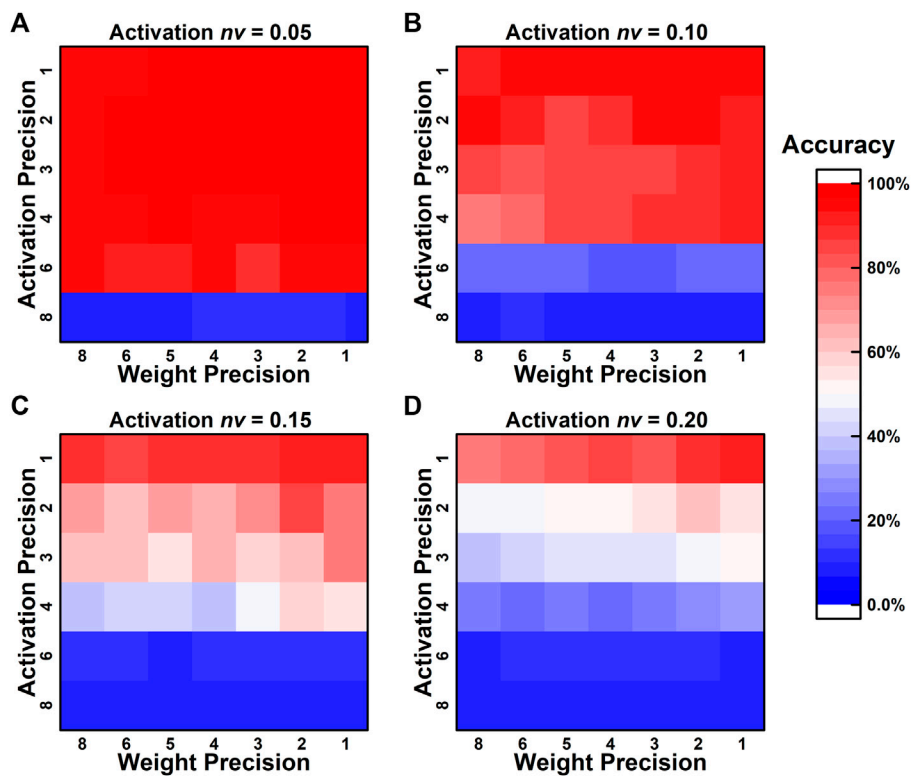 A
Activation nv = 0.05
Activation Precision
1
2
3
4
6
8
8 6 5 4 3 2 1
Weight Precision
B
Activation nv = 0.10
Activation Precision
1
2
3
4
6
8
8 6 5 4 3 2 1
Weight Precision
Accuracy
100%
80%
60%
40%
20%
0.0%
C
Activation nv = 0.15
Activation Precision
1
2
3
4
6
8
8 6 5 4 3 2 1
Weight Precision
D
Activation nv = 0.20
Activation Precision
1
2
3
4
6
8
8 6 5 4 3 2 1
Weight Precision